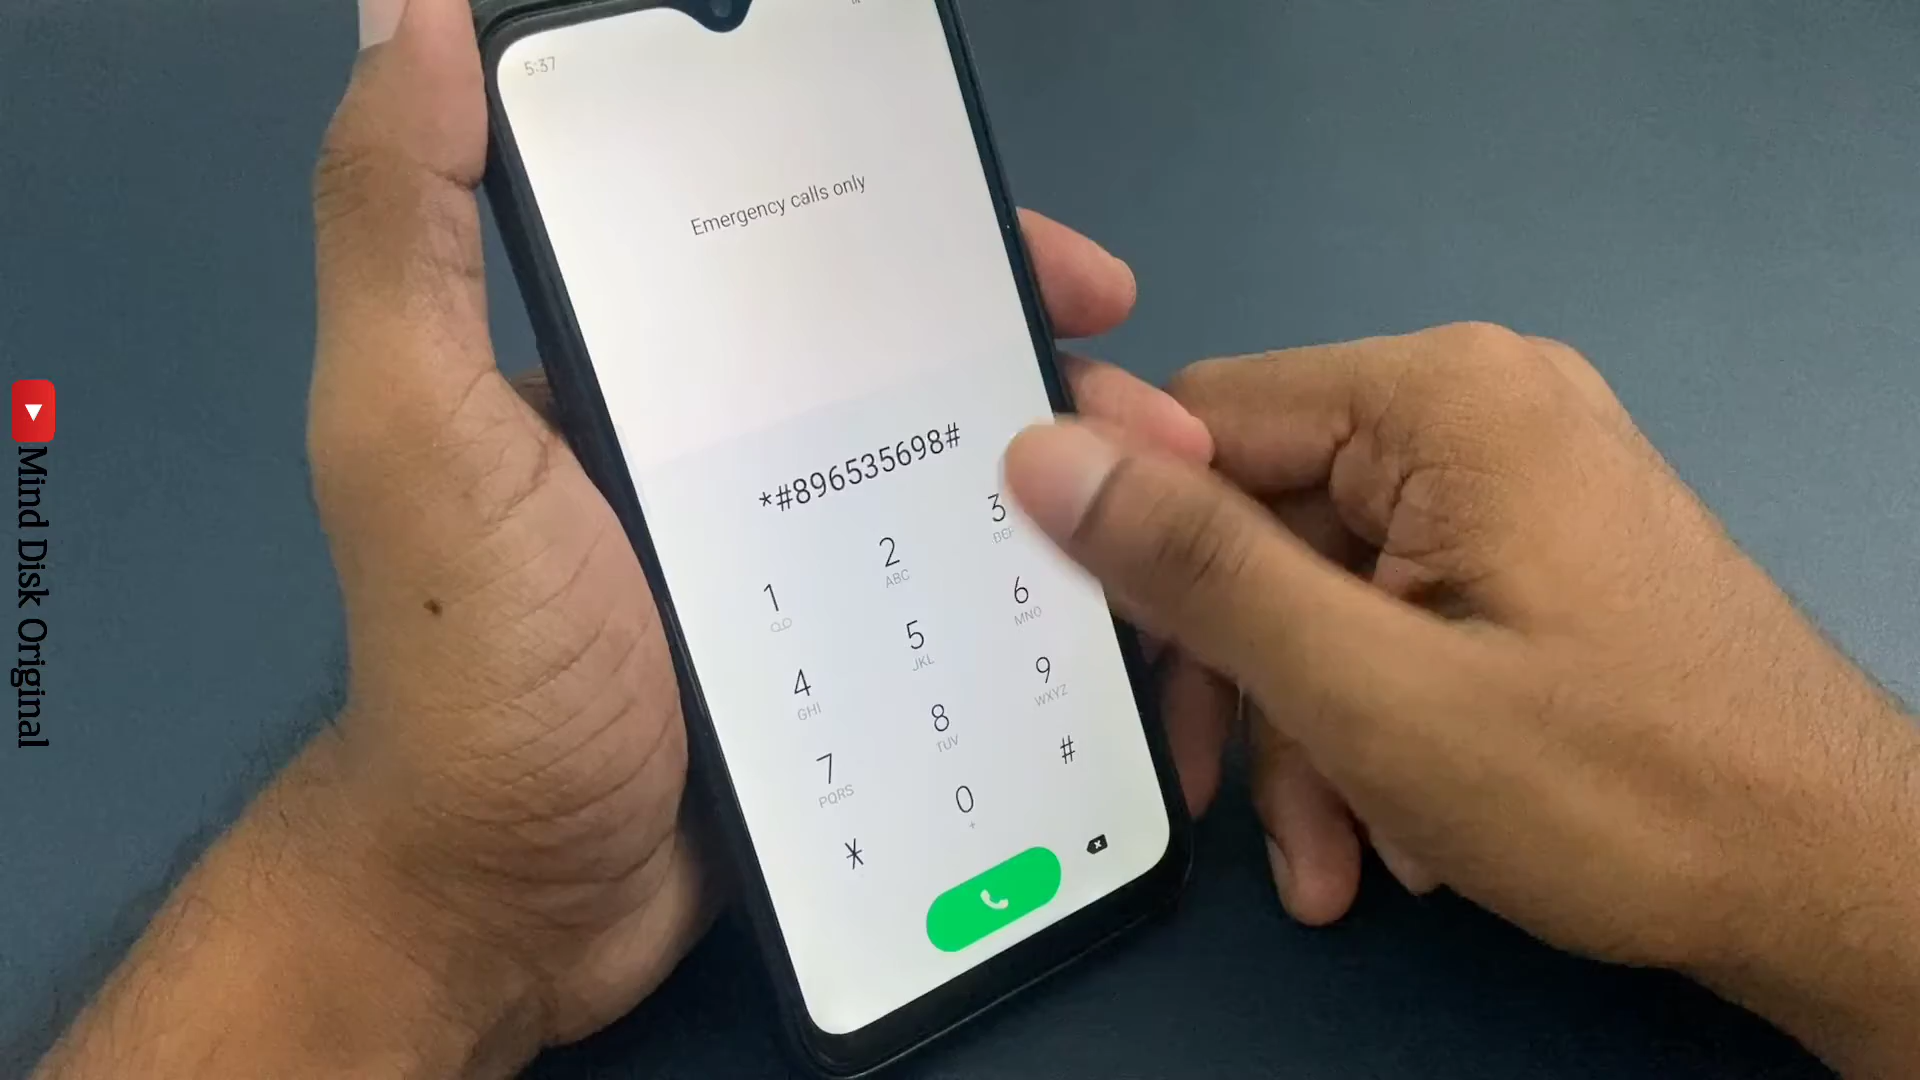 5:37
Emergency calls only
*#896535698#
1
2
ABC
3
DEF
4
GHI
5
JKL
6
MNO
7
PQRS
8
TUV
9
WXYZ
*
0
+
#
Mind Disk Original